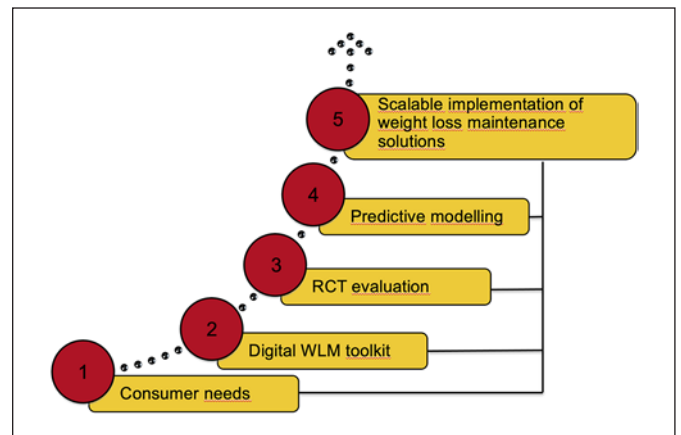 5
Scalable implementation of
weight loss maintenance
solutions
4
Predictive modelling
3
RCT evaluation
2
Digital WLM toolkit
1
Consumer needs